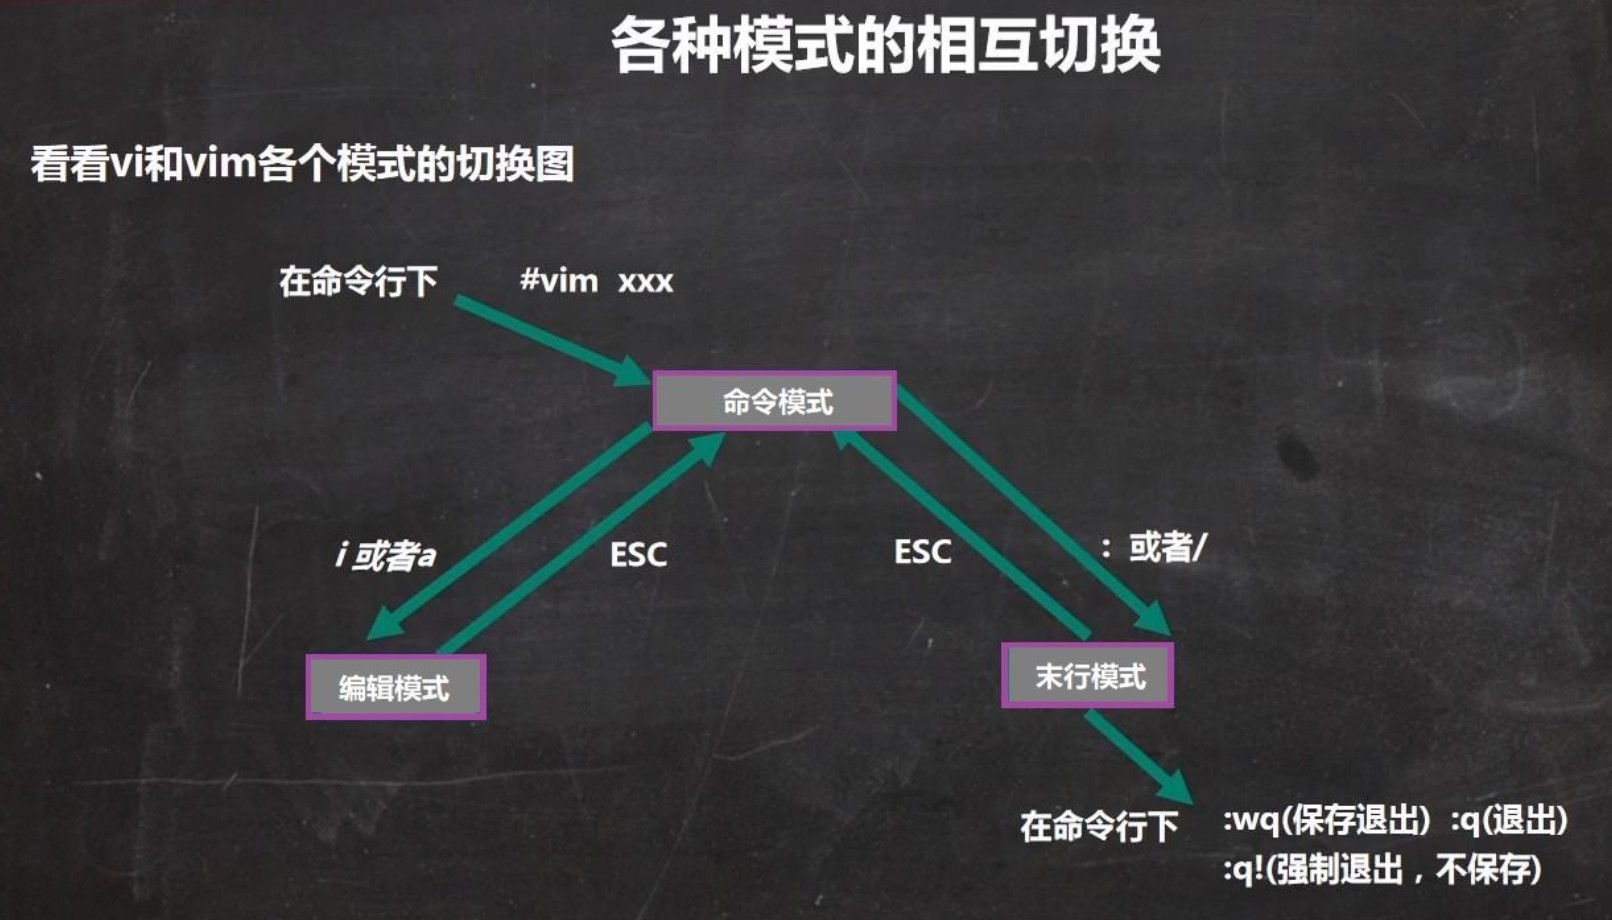 各种模式的相互切换
看看vi和vim各个模式的切换图
在命令行下 #vim xxx
命令模式
i 或者a
ESC
ESC
: 或者/
编辑模式
末行模式
在命令行下 :wq(保存退出) :q(退出)
:q!(强制退出，不保存)